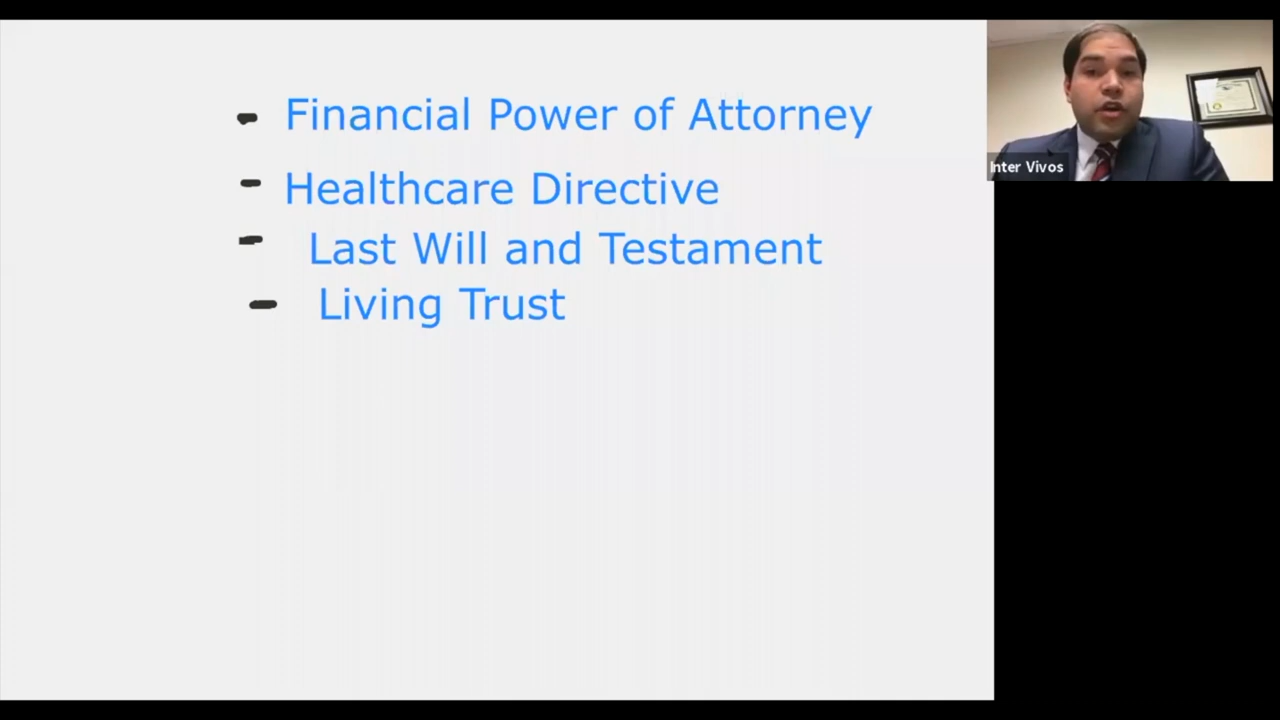 - Financial Power of Attorney
- Healthcare Directive
- Last Will and Testament
- Living Trust
Inter Vivos